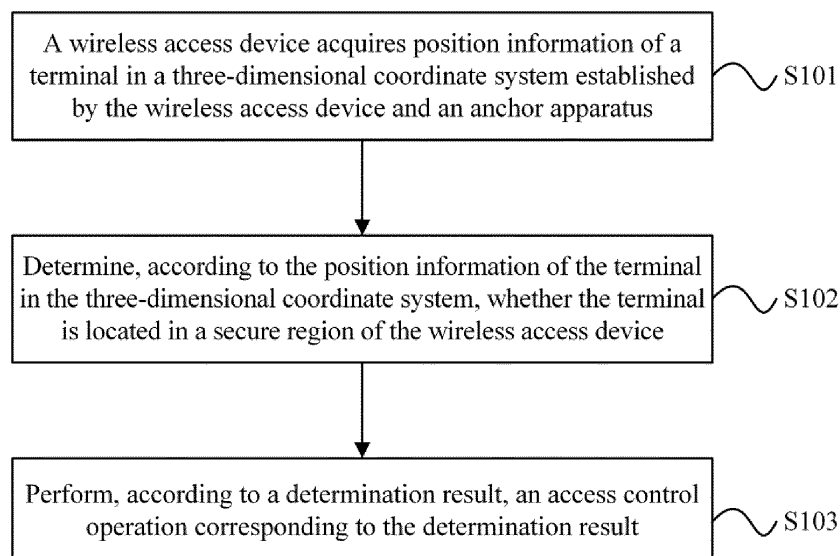 A wireless access device acquires position information of a
terminal in a three-dimensional coordinate system established
by the wireless access device and an anchor apparatus
S101
Determine, according to the position information of the terminal
in the three-dimensional coordinate system, whether the terminal
is located in a secure region of the wireless access device
S102
Perform, according to a determination result, an access control
operation corresponding to the determination result
S103